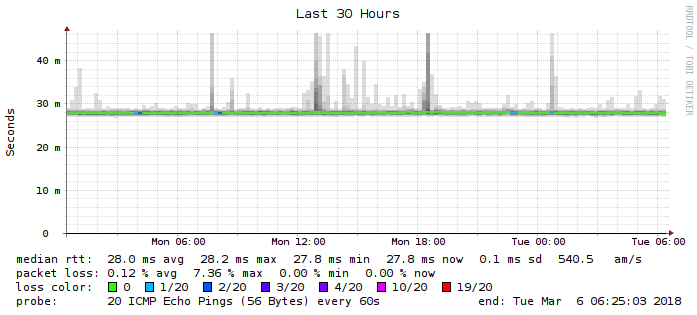 Last 30 Hours
RRDTOOL / TOBI OETIKER
Seconds
40 m
30 m
20 m
10 m
0
Mon 06:00 Mon 12:00 Mon 18:00 Tue 00:00 Tue 06:00
median rtt: 28.0 ms avg 28.2 ms max 27.8 ms min 27.8 ms now 0.1 ms sd 540.5 am/s
packet loss: 0.12 % avg 7.36 % max 0.00 % min 0.00 % now
loss color: 0 1/20 2/20 3/20 4/20 10/20 19/20
probe: 20 ICMP Echo Pings (56 Bytes) every 60s end: Tue Mar 6 06:25:03 2018